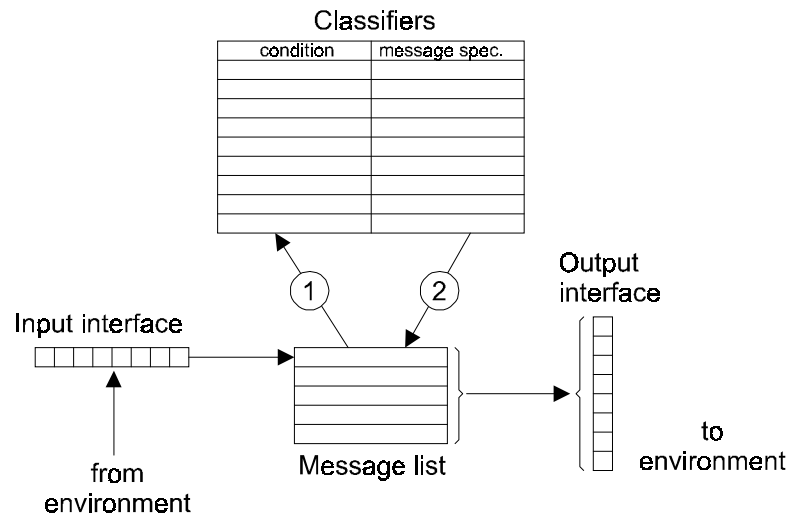 Classifiers
condition message spec.
1
2
Output
interface
Input interface
Message list
to
environment
from
environment